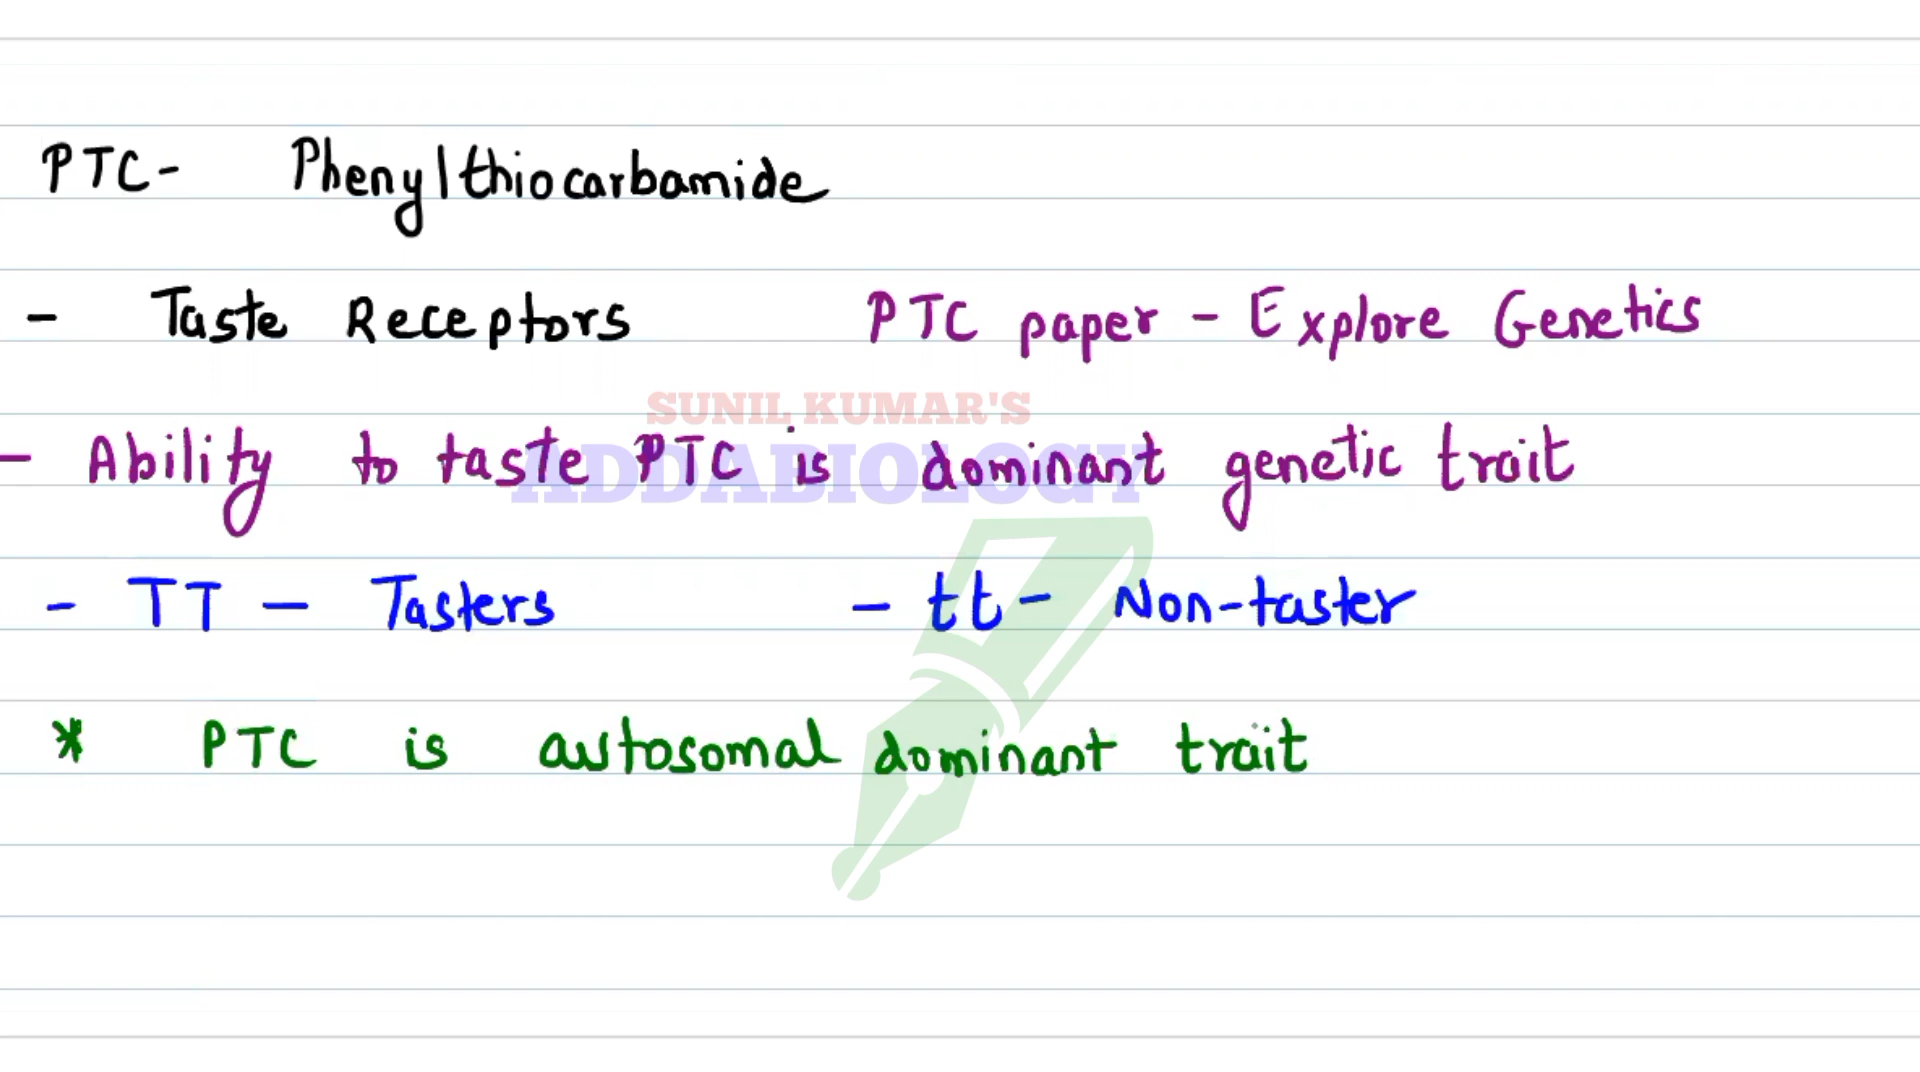 PTC- Phenylthiocarbamide
- Taste Receptors PTC paper - Explore Genetics
SUNIL KUMAR'S
ADDABIOLOGY
- Ability to taste PTC is dominant genetic trait
- TT - Tasters - tt - Non-taster
* PTC is autosomal dominant trait